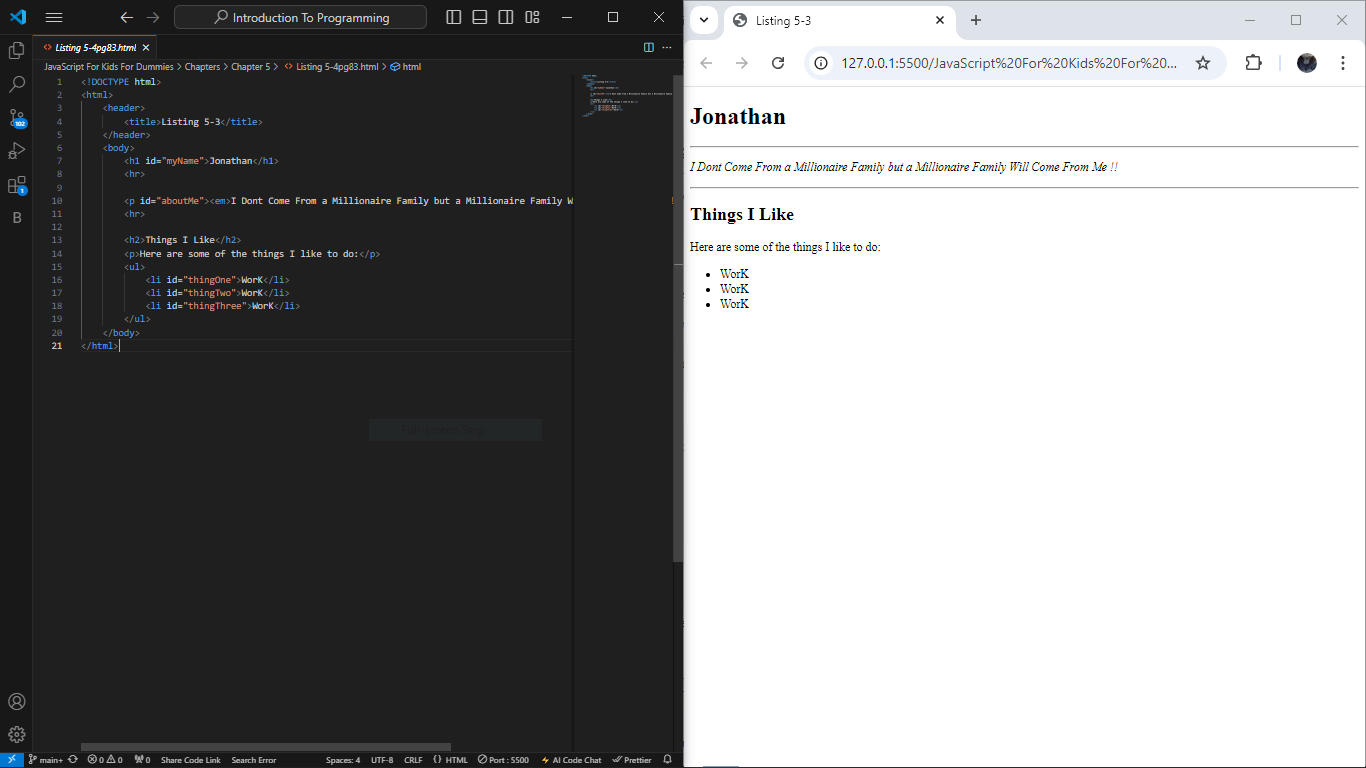 Introduction To Programming
Listing 5-4pg83.html
JavaScript For Kids For Dummies > Chapters > Chapter 5 > Listing 5-4pg83.html > html
1 <!DOCTYPE html>
2 <html>
3 <header>
4 <title>Listing 5-3</title>
5 </header>
6 <body>
7 <h1 id="myName">Jonathan</h1>
8 <hr>
9
10 <p id="aboutMe"><em>I Dont Come From a Millionaire Family but a Millionaire Family W
11 <hr>
12
13 <h2>Things I Like</h2>
14 <p>Here are some of the things I like to do:</p>
15 <ul>
16 <li id="thingOne">WorK</li>
17 <li id="thingTwo">WorK</li>
18 <li id="thingThree">WorK</li>
19 </ul>
20 </body>
21 </html>
102
1
B
main+ 0 0 0 Share Code Link Search Error Spaces: 4 UTF-8 CRLF {} HTML Port : 5500 AI Code Chat Prettier
Listing 5-3
127.0.0.1:5500/JavaScript%20For%20Kids%20For%20...
Jonathan
I Dont Come From a Millionaire Family but a Millionaire Family Will Come From Me !!
Things I Like
Here are some of the things I like to do:
• WorK
• WorK
• WorK